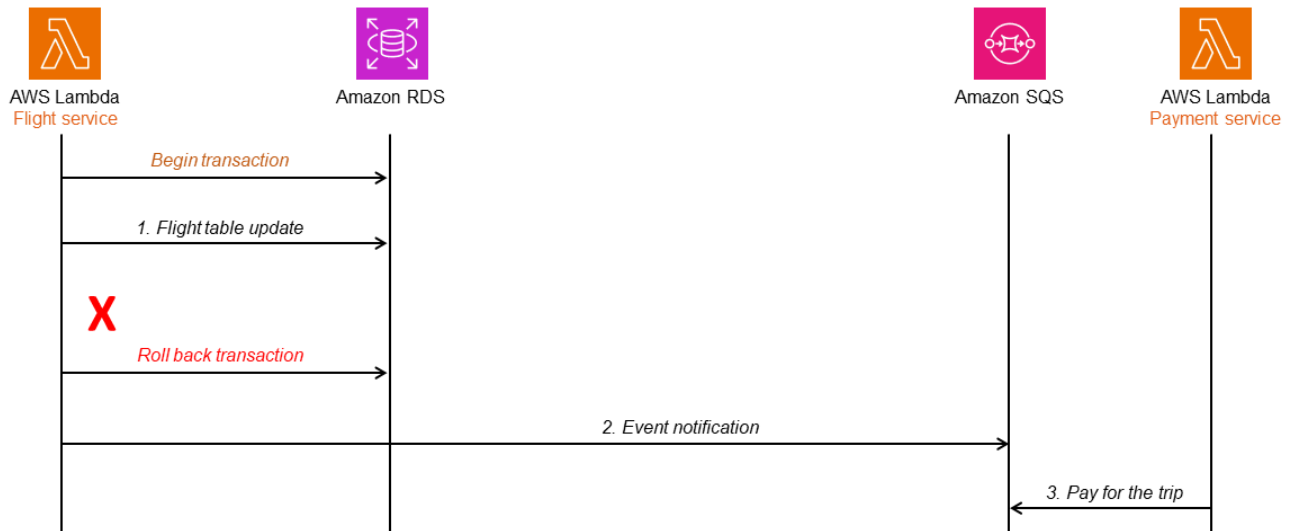 AWS Lambda
Flight service
Amazon RDS
Amazon SQS
AWS Lambda
Payment service
Begin transaction
1. Flight table update
X
Roll back transaction
2. Event notification
3. Pay for the trip